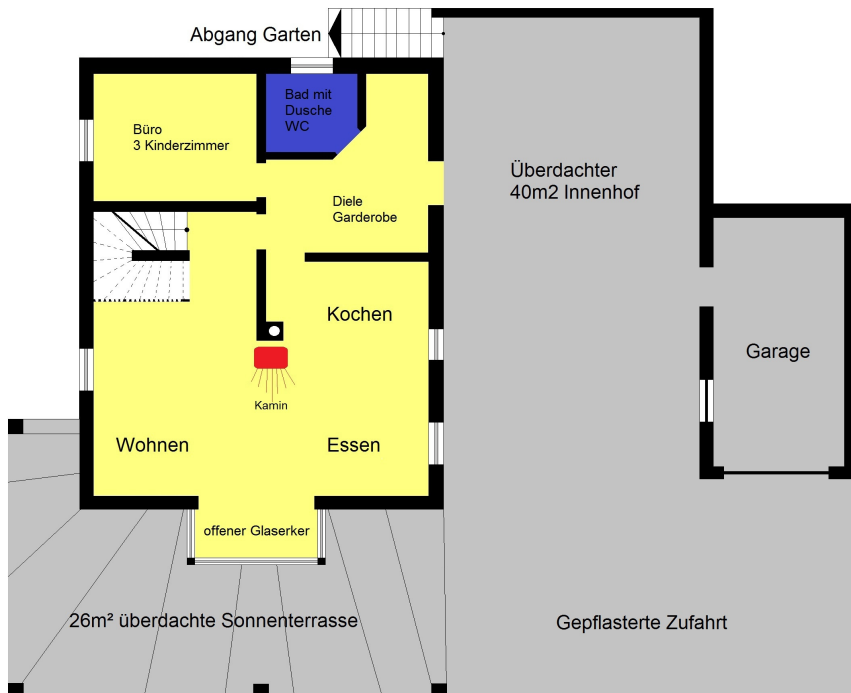 Abgang Garten
Bad mit
Dusche
WC
Büro
3 Kinderzimmer
Überdachter
40m2 Innenhof
Diele
Garderobe
Kochen
Garage
Kamin
Wohnen
Essen
offener Glaserker
26m² überdachte Sonnenterrasse
Gepflasterte Zufahrt